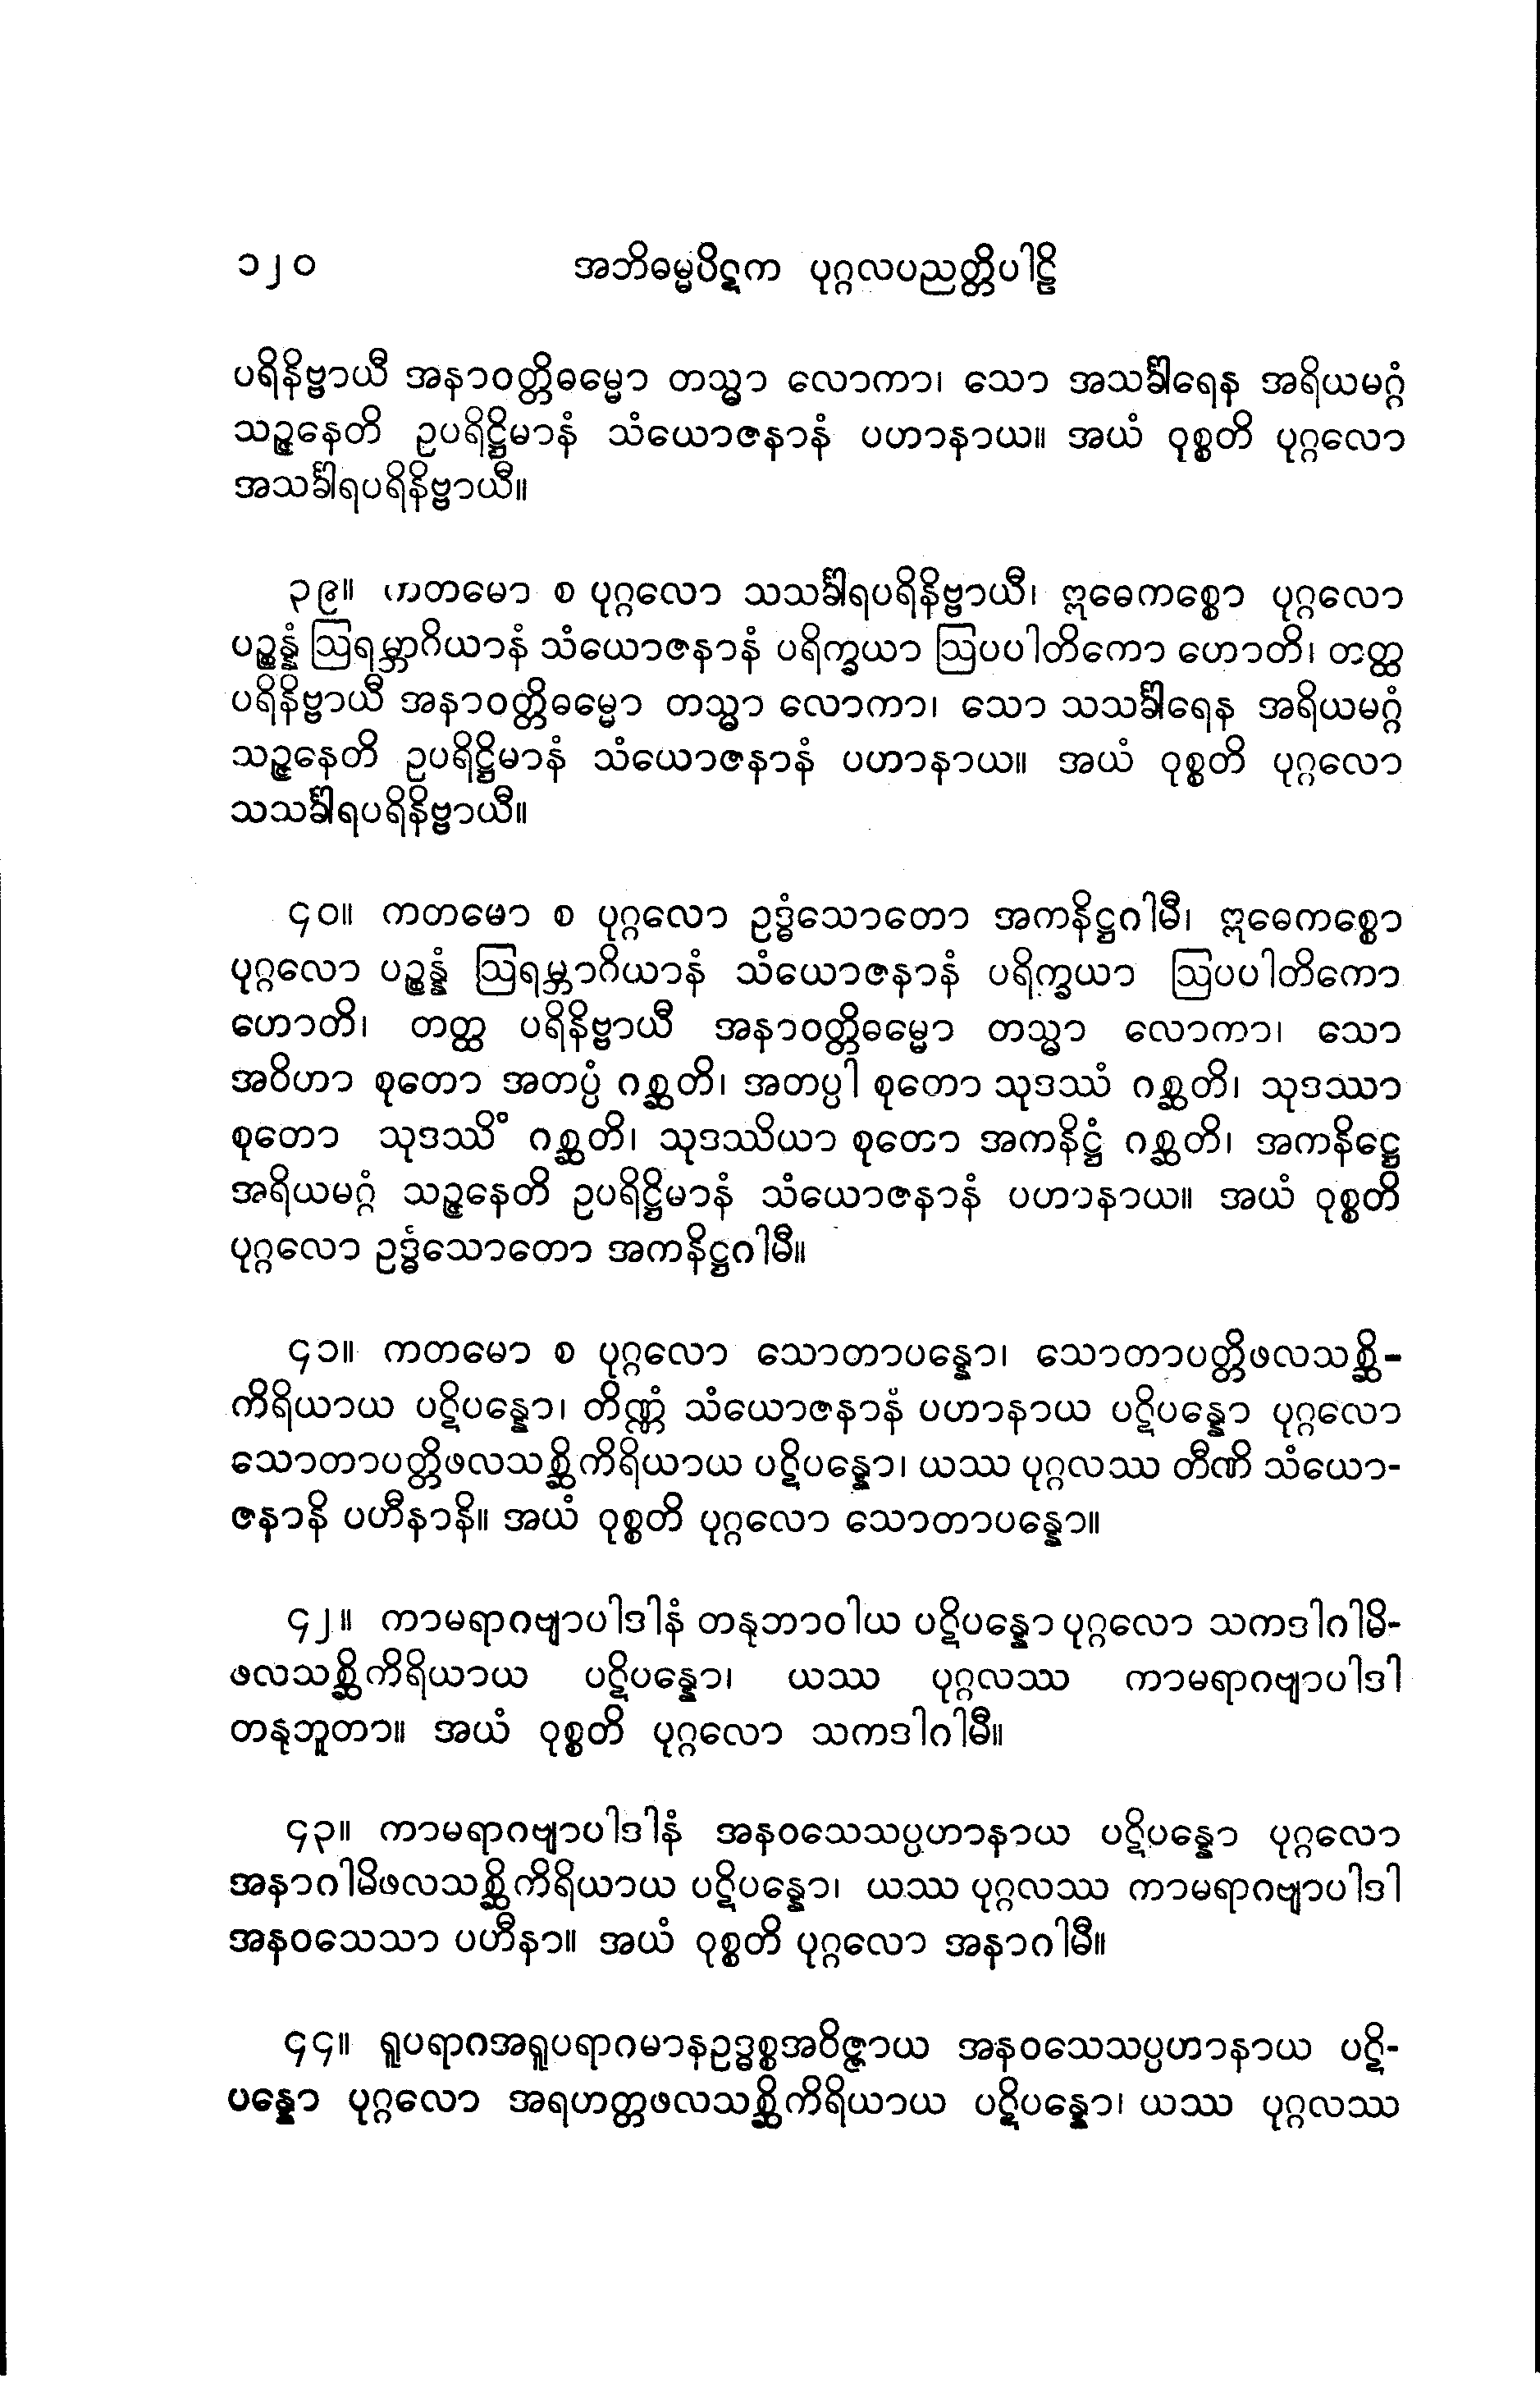 ၁၂၀ အဘိဓမ္မပိဋက ပုဂ္ဂလပညတ္တိပါဠိ
ပရိနိဗ္ဗာယီ အနာဝတ္တိဓမ္မော တသ္မာ လောကာ၊ သော အသင်္ခါရေန အရိယမဂ္ဂံ
သဉ္ဇနေတိ ဥပရိဋ္ဌိမာနံ သံယောဇနာနံ ပဟာနာယ။ အယံ ဝုစ္စတိ ပုဂ္ဂလော
အသင်္ခါရပရိနိဗ္ဗာယီ။
၃၉။ ကတမော စ ပုဂ္ဂလော သသင်္ခါရပရိနိဗ္ဗာယီ၊ ဣဓေကစ္စော ပုဂ္ဂလော
ပဉ္စန္နံ ဩရမ္ဘာဂိယာနံ သံယောဇနာနံ ပရိက္ခယာ ဩပပါတိကော ဟောတိ၊ တတ္ထ
ပရိနိဗ္ဗာယီ အနာဝတ္တိဓမ္မော တသ္မာ လောကာ၊ သော သသင်္ခါရေန အရိယမဂ္ဂံ
သဉ္ဇနေတိ ဥပရိဋ္ဌိမာနံ သံယောဇနာနံ ပဟာနာယ။ အယံ ဝုစ္စတိ ပုဂ္ဂလော
သသင်္ခါရပရိနိဗ္ဗာယီ။
၄၀။ ကတမော စ ပုဂ္ဂလော ဥဒ္ဓံသောတော အကနိဋ္ဌဂါမီ၊ ဣဓေကစ္စော
ပုဂ္ဂလော ပဉ္စန္နံ ဩရမ္ဘာဂိယာနံ သံယောဇနာနံ ပရိက္ခယာ ဩပပါတိကော
ဟောတိ၊ တတ္ထ ပရိနိဗ္ဗာယီ အနာဝတ္တိဓမ္မော တသ္မာ လောကာ၊ သော
အဝိဟာ စုတော အတပ္ပံ ဂစ္ဆတိ၊ အတပ္ပါ စုတော သုဒဿံ ဂစ္ဆတိ၊ သုဒဿာ
စုတော သုဒဿိံ ဂစ္ဆတိ၊ သုဒဿိယာ စုတော အကနိဋ္ဌံ ဂစ္ဆတိ၊ အကနိဋ္ဌေ
အရိယမဂ္ဂံ သဉ္ဇနေတိ ဥပရိဋ္ဌိမာနံ သံယောဇနာနံ ပဟာနာယ။ အယံ ဝုစ္စတိ
ပုဂ္ဂလော ဥဒ္ဓံသောတော အကနိဋ္ဌဂါမီ။
၄၁။ ကတမော စ ပုဂ္ဂလော သောတာပန္နော၊ သောတာပတ္တိဖလသစ္ဆိ-
ကိရိယာယ ပဋိပန္နော၊ တိဏ္ဏံ သံယောဇနာနံ ပဟာနာယ ပဋိပန္နော ပုဂ္ဂလော
သောတာပတ္တိဖလသစ္ဆိကိရိယာယ ပဋိပန္နော၊ ယဿ ပုဂ္ဂလဿ တီဏိ သံယော-
ဇနာနိ ပဟီနာနိ။ အယံ ဝုစ္စတိ ပုဂ္ဂလော သောတာပန္နော။
၄၂။ ကာမရာဂဗျာပါဒါနံ တနုဘာဝါယ ပဋိပန္နော ပုဂ္ဂလော သကဒါဂါမိ-
ဖလသစ္ဆိကိရိယာယ ပဋိပန္နော၊ ယဿ ပုဂ္ဂလဿ ကာမရာဂဗျာပါဒါ
တနုဘူတာ။ အယံ ဝုစ္စတိ ပုဂ္ဂလော သကဒါဂါမီ။
၄၃။ ကာမရာဂဗျာပါဒါနံ အနဝသေသပ္ပဟာနာယ ပဋိပန္နော ပုဂ္ဂလော
အနာဂါမိဖလသစ္ဆိကိရိယာယ ပဋိပန္နော၊ ယဿ ပုဂ္ဂလဿ ကာမရာဂဗျာပါဒါ
အနဝသေသာ ပဟီနာ။ အယံ ဝုစ္စတိ ပုဂ္ဂလော အနာဂါမီ။
၄၄။ ရူပရာဂအရူပရာဂမာနဥဒ္ဓစ္စအဝိဇ္ဇာယ အနဝသေသပ္ပဟာနာယ ပဋိ-
ပန္နော ပုဂ္ဂလော အရဟတ္တဖလသစ္ဆိကိရိယာယ ပဋိပန္နော၊ ယဿ ပုဂ္ဂလဿ